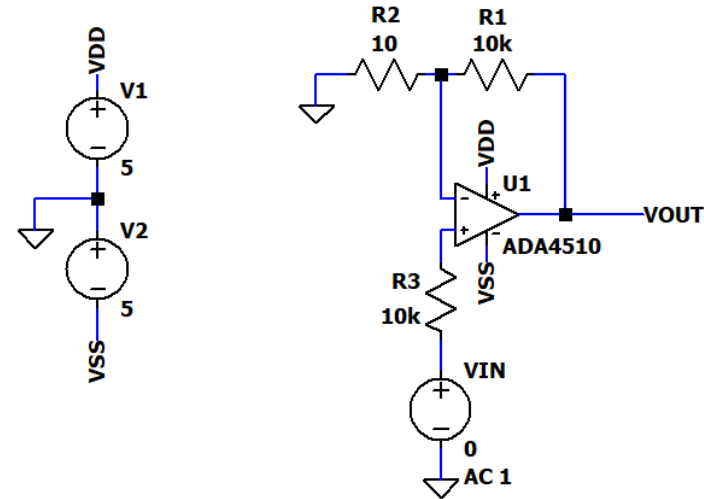 VDD
V1
5
V2
5
VSS
R2
10
R1
10k
VDD
U1
ADA4510
VSS
VOUT
R3
10k
VIN
0
AC 1